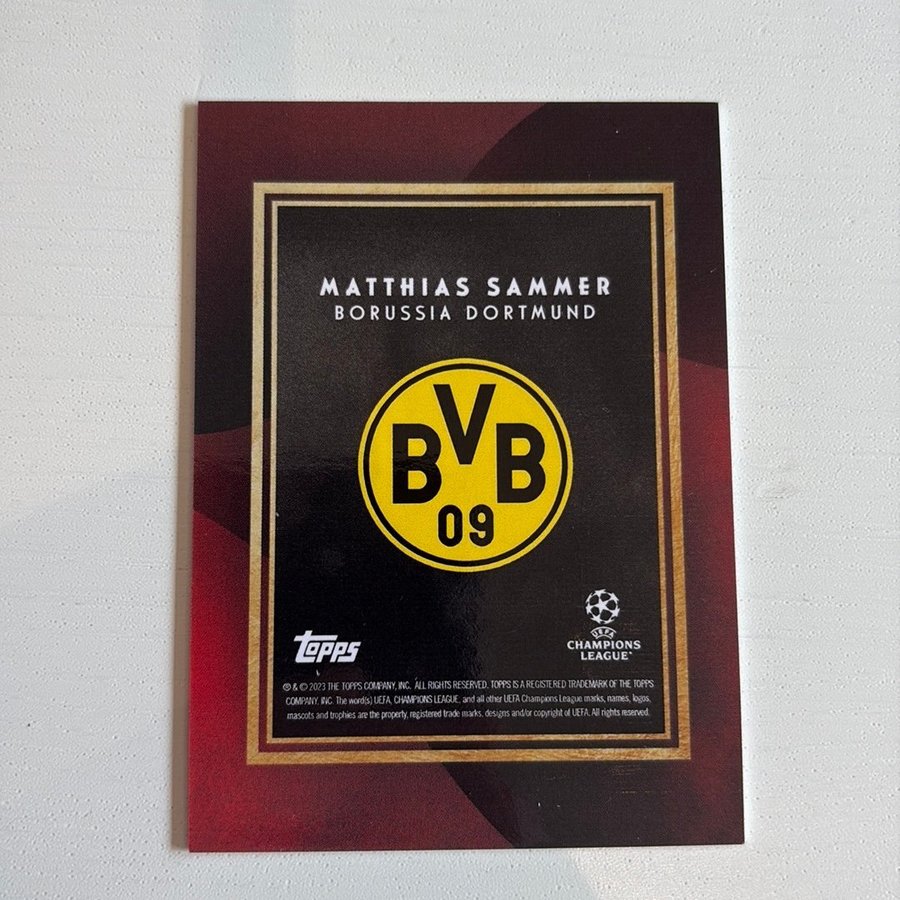 MATTHIAS SAMMER
BORUSSIA DORTMUND
BVB
09
topps
UEFA
CHAMPIONS
LEAGUE
® & © 2023 THE TOPPS COMPANY, INC. ALL RIGHTS RESERVED. TOPPS IS A REGISTERED TRADEMARK OF THE TOPPS
COMPANY, INC. The word(s) UEFA, CHAMPIONS LEAGUE, and all other UEFA Champions League marks, names, logos,
mascots and trophies are the property, registered trade marks, designs and/or copyright of UEFA. All rights reserved.